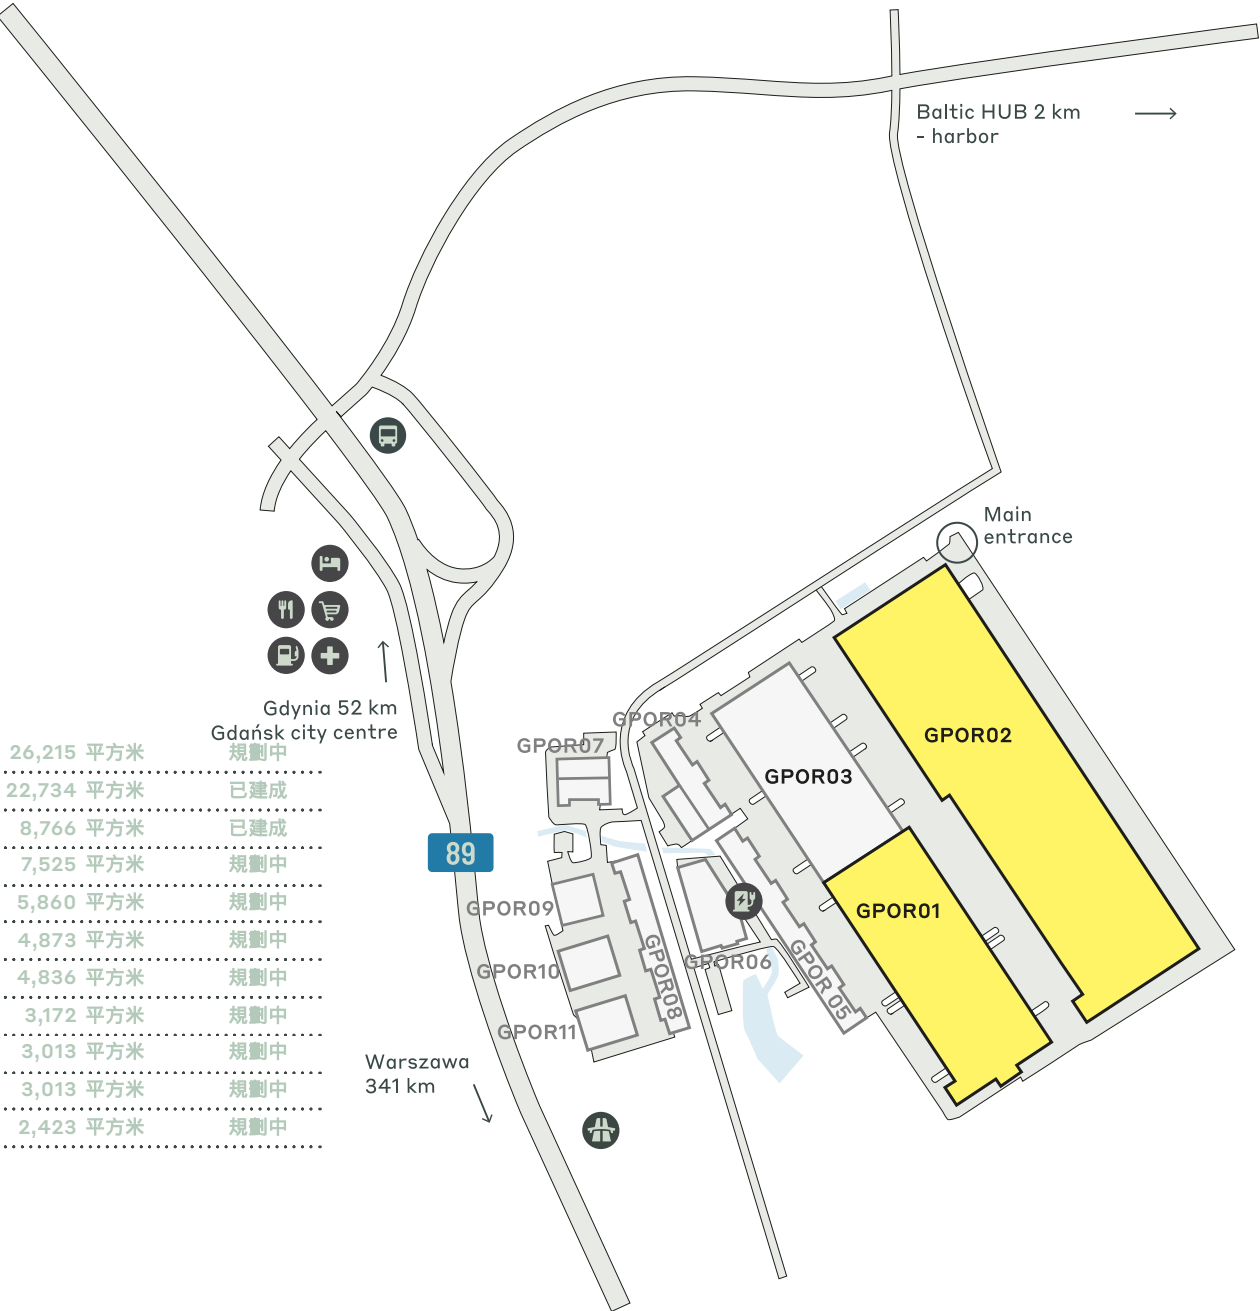 Baltic HUB 2 km
- harbor
Main
entrance
Gdynia 52 km
Gdańsk city centre
GPOR04
GPOR07
GPOR02
GPOR03
26,215 平方米 規劃中
22,734 平方米 已建成
8,766 平方米 已建成
7,525 平方米 規劃中
5,860 平方米 規劃中
4,873 平方米 規劃中
4,836 平方米 規劃中
3,172 平方米 規劃中
3,013 平方米 規劃中
3,013 平方米 規劃中
2,423 平方米 規劃中
89
GPOR09
GPOR01
GPOR10
GPOR08
GPOR06
GPOR 05
GPOR11
Warszawa
341 km